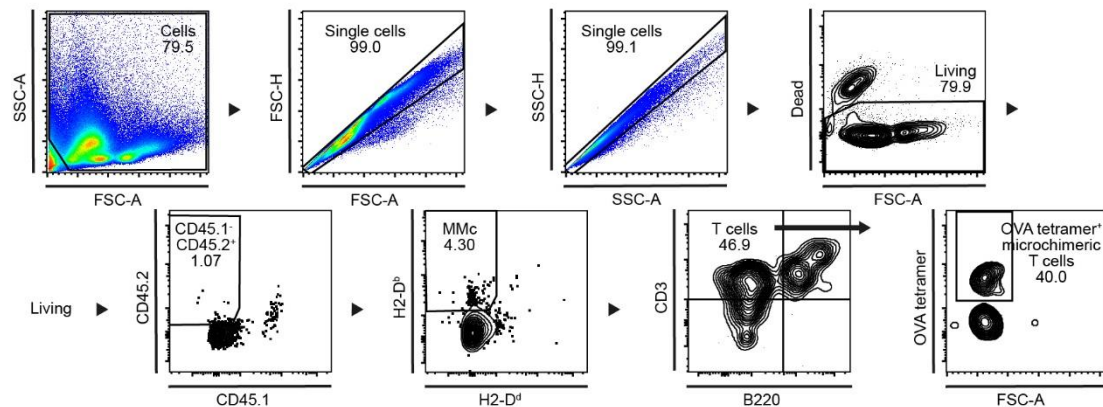 Cells
79.5
SSC-A
FSC-A
Single cells
99.0
FSC-H
FSC-A
Single cells
99.1
SSC-H
SSC-A
Living
79.9
Dead
FSC-A
Living
CD45.1⁻
CD45.2⁺
1.07
CD45.2
CD45.1
MMc
4.30
H2-Dᵇ
H2-Dᵈ
T cells
46.9
CD3
B220
OVA tetramer⁺
microchimeric
T cells
40.0
OVA tetramer
FSC-A